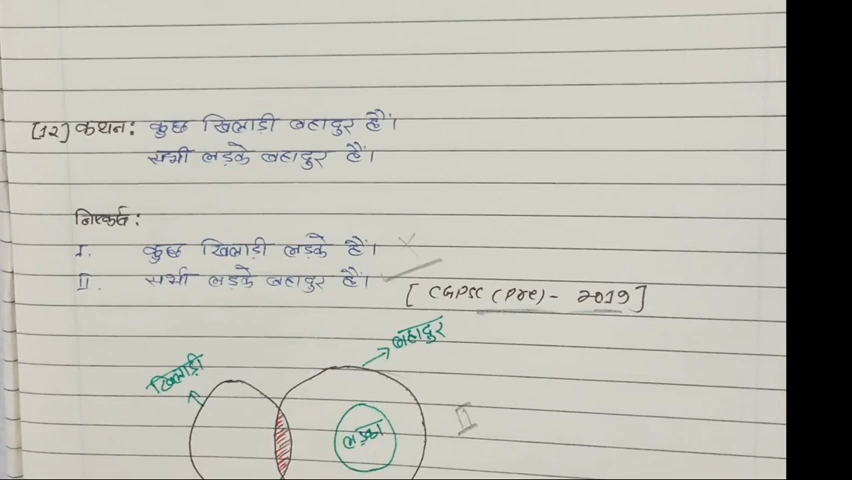 [12] कथन: कुछ खिलाड़ी बहादुर हैं।
सभी लड़के बहादुर हैं।
निष्कर्ष:
I. कुछ खिलाड़ी लड़के हैं। ×
II. सभी लड़के बहादुर हैं। ✓
[CGPSC (Pre) - 2019]
बहादुर
खिलाड़ी
लड़का
II